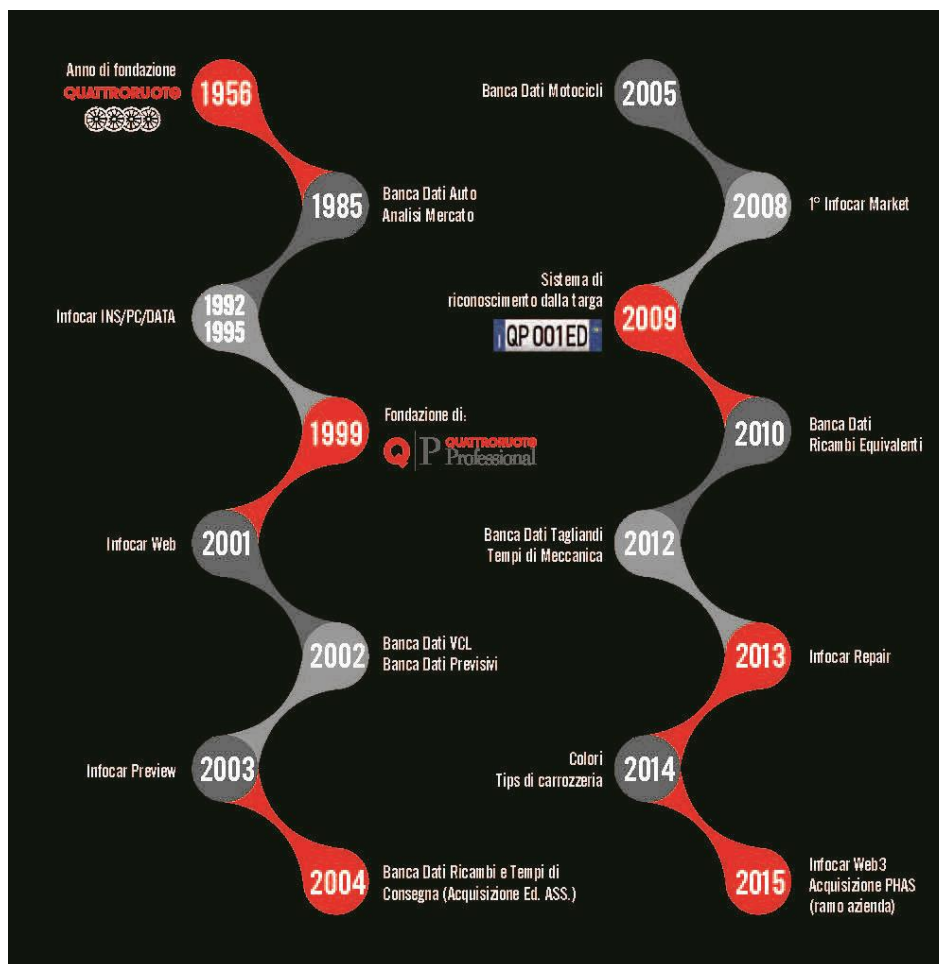 Anno di fondazione
QUATTRORUOTE
1956
Banca Dati Auto
Analisi Mercato
1985
Infocar INS/PC/DATA
1992
1995
Fondazione di:
1999
Q|P QUATTRORUOTE
Professional
Infocar Web
2001
Banca Dati VCL
Banca Dati Previsivi
2002
Infocar Preview
2003
Banca Dati Ricambi e Tempi di
Consegna (Acquisizione Ed. ASS.)
2004
Banca Dati Motocicli
2005
1° Infocar Market
2008
Sistema di
riconoscimento dalla targa
I QP 001ED
2009
Banca Dati
Ricambi Equivalenti
2010
Banca Dati Tagliandi
Tempi di Meccanica
2012
Infocar Repair
2013
Colori
Tips di carrozzeria
2014
Infocar Web3
Acquisizione PHAS
(ramo azienda)
2015